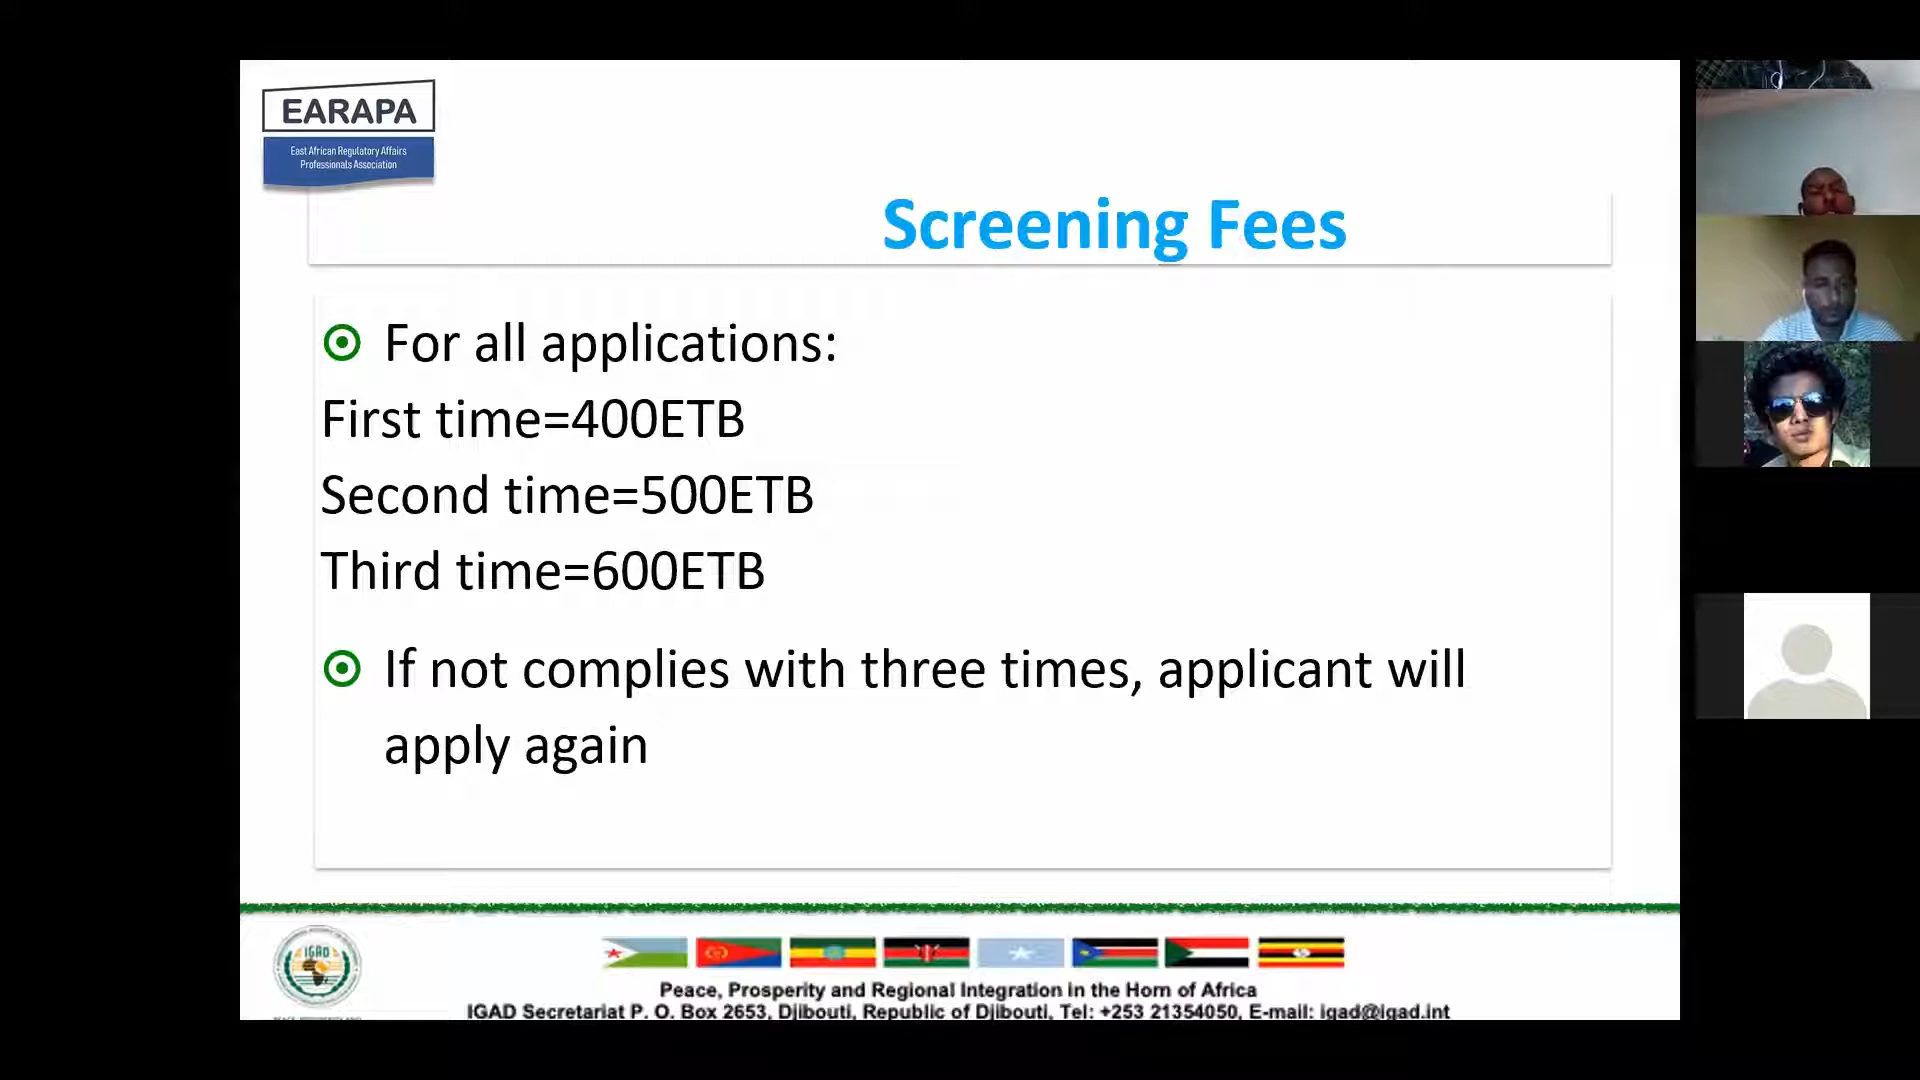 EARAPA
East African Regulatory Affairs
Professionals Association
Screening Fees
For all applications:
First time=400ETB
Second time=500ETB
Third time=600ETB
If not complies with three times, applicant will
apply again
IGAD
Peace, Prosperity and Regional Integration in the Horn of Africa
IGAD Secretariat P. O. Box 2653, Djibouti, Republic of Djibouti, Tel: +253 21354050, E-mail: igad@igad.int